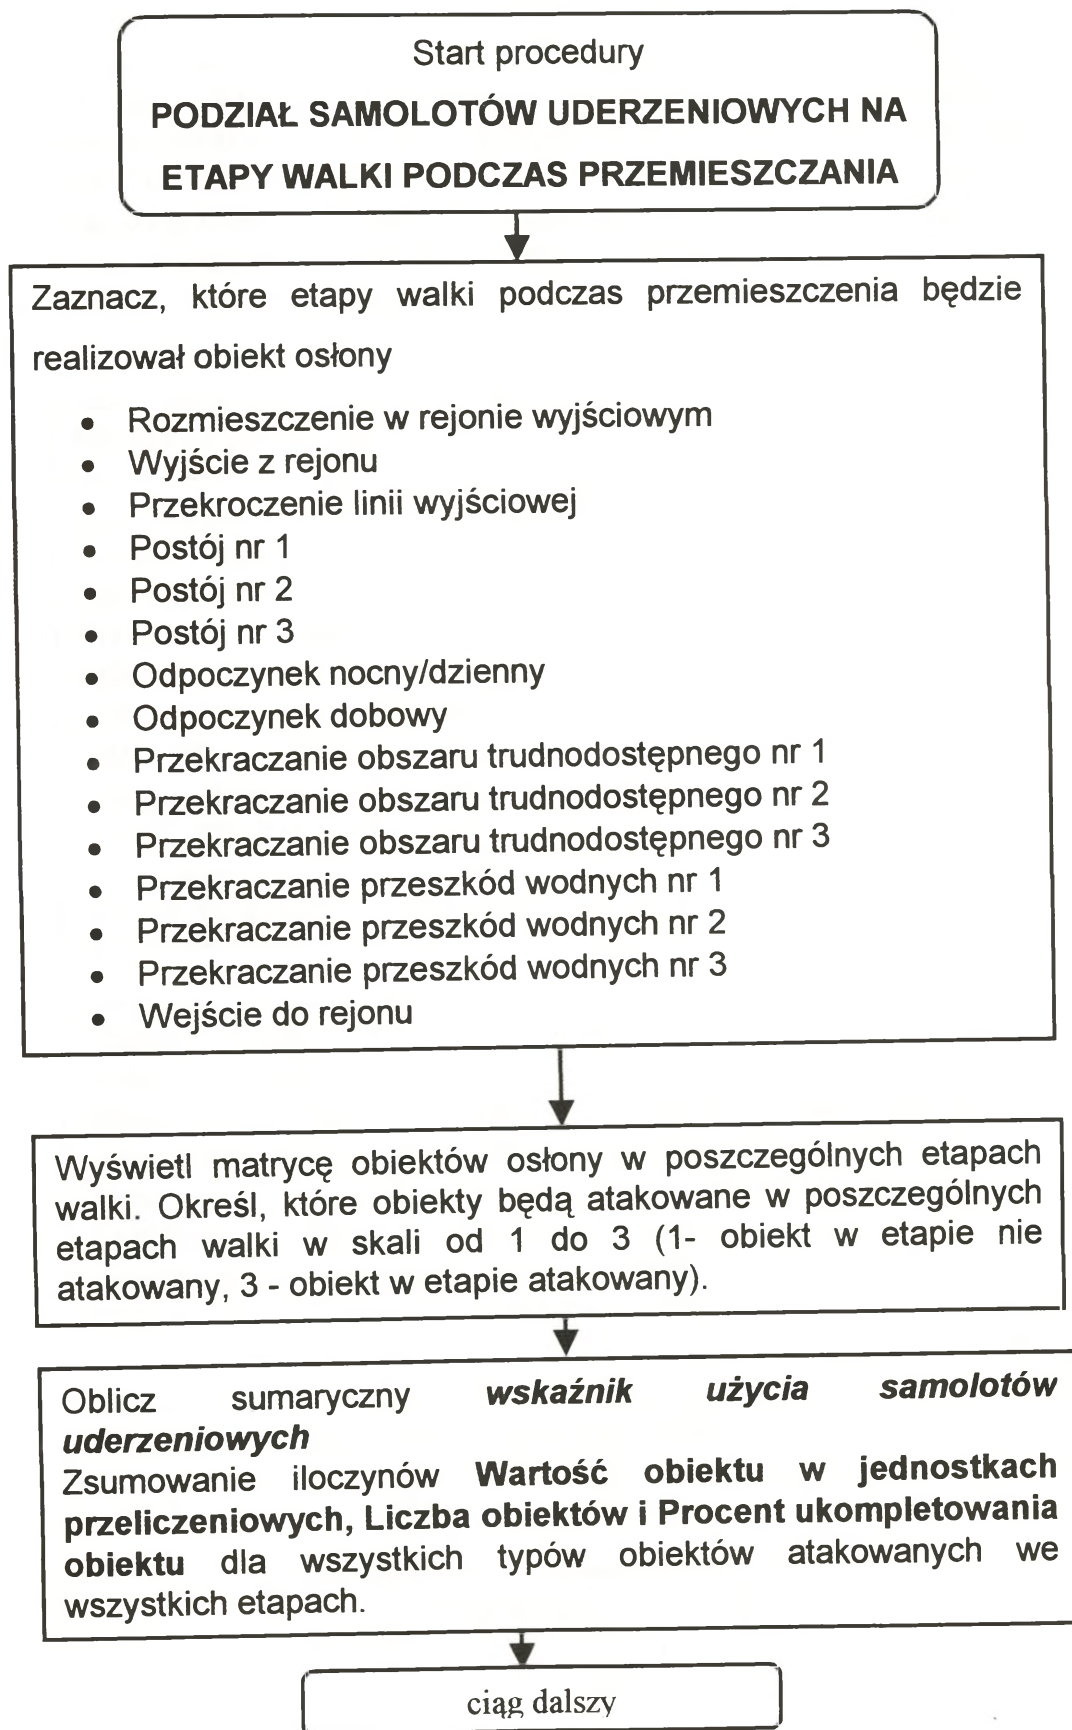 Start procedury
PODZIAŁ SAMOLOTÓW UDERZENIOWYCH NA
ETAPY WALKI PODCZAS PRZEMIESZCZANIA
Zaznacz, które etapy walki podczas przemieszczenia będzie
realizował obiekt osłony
• Rozmieszczenie w rejonie wyjściowym
• Wyjście z rejonu
• Przekroczenie linii wyjściowej
• Postój nr 1
• Postój nr 2
• Postój nr 3
• Odpoczynek nocny/dzienny
• Odpoczynek dobowy
• Przekraczanie obszaru trudnodostępnego nr 1
• Przekraczanie obszaru trudnodostępnego nr 2
• Przekraczanie obszaru trudnodostępnego nr 3
• Przekraczanie przeszkód wodnych nr 1
• Przekraczanie przeszkód wodnych nr 2
• Przekraczanie przeszkód wodnych nr 3
• Wejście do rejonu
Wyświetl matrycę obiektów osłony w poszczególnych etapach
walki. Określ, które obiekty będą atakowane w poszczególnych
etapach walki w skali od 1 do 3 (1- obiekt w etapie nie
atakowany, 3 - obiekt w etapie atakowany).
Oblicz sumaryczny wskaźnik użycia samolotów
uderzeniowych
Zsumowanie iloczynów Wartość obiektu w jednostkach
przeliczeniowych, Liczba obiektów i Procent ukompletowania
obiektu dla wszystkich typów obiektów atakowanych we
wszystkich etapach.
ciąg dalszy